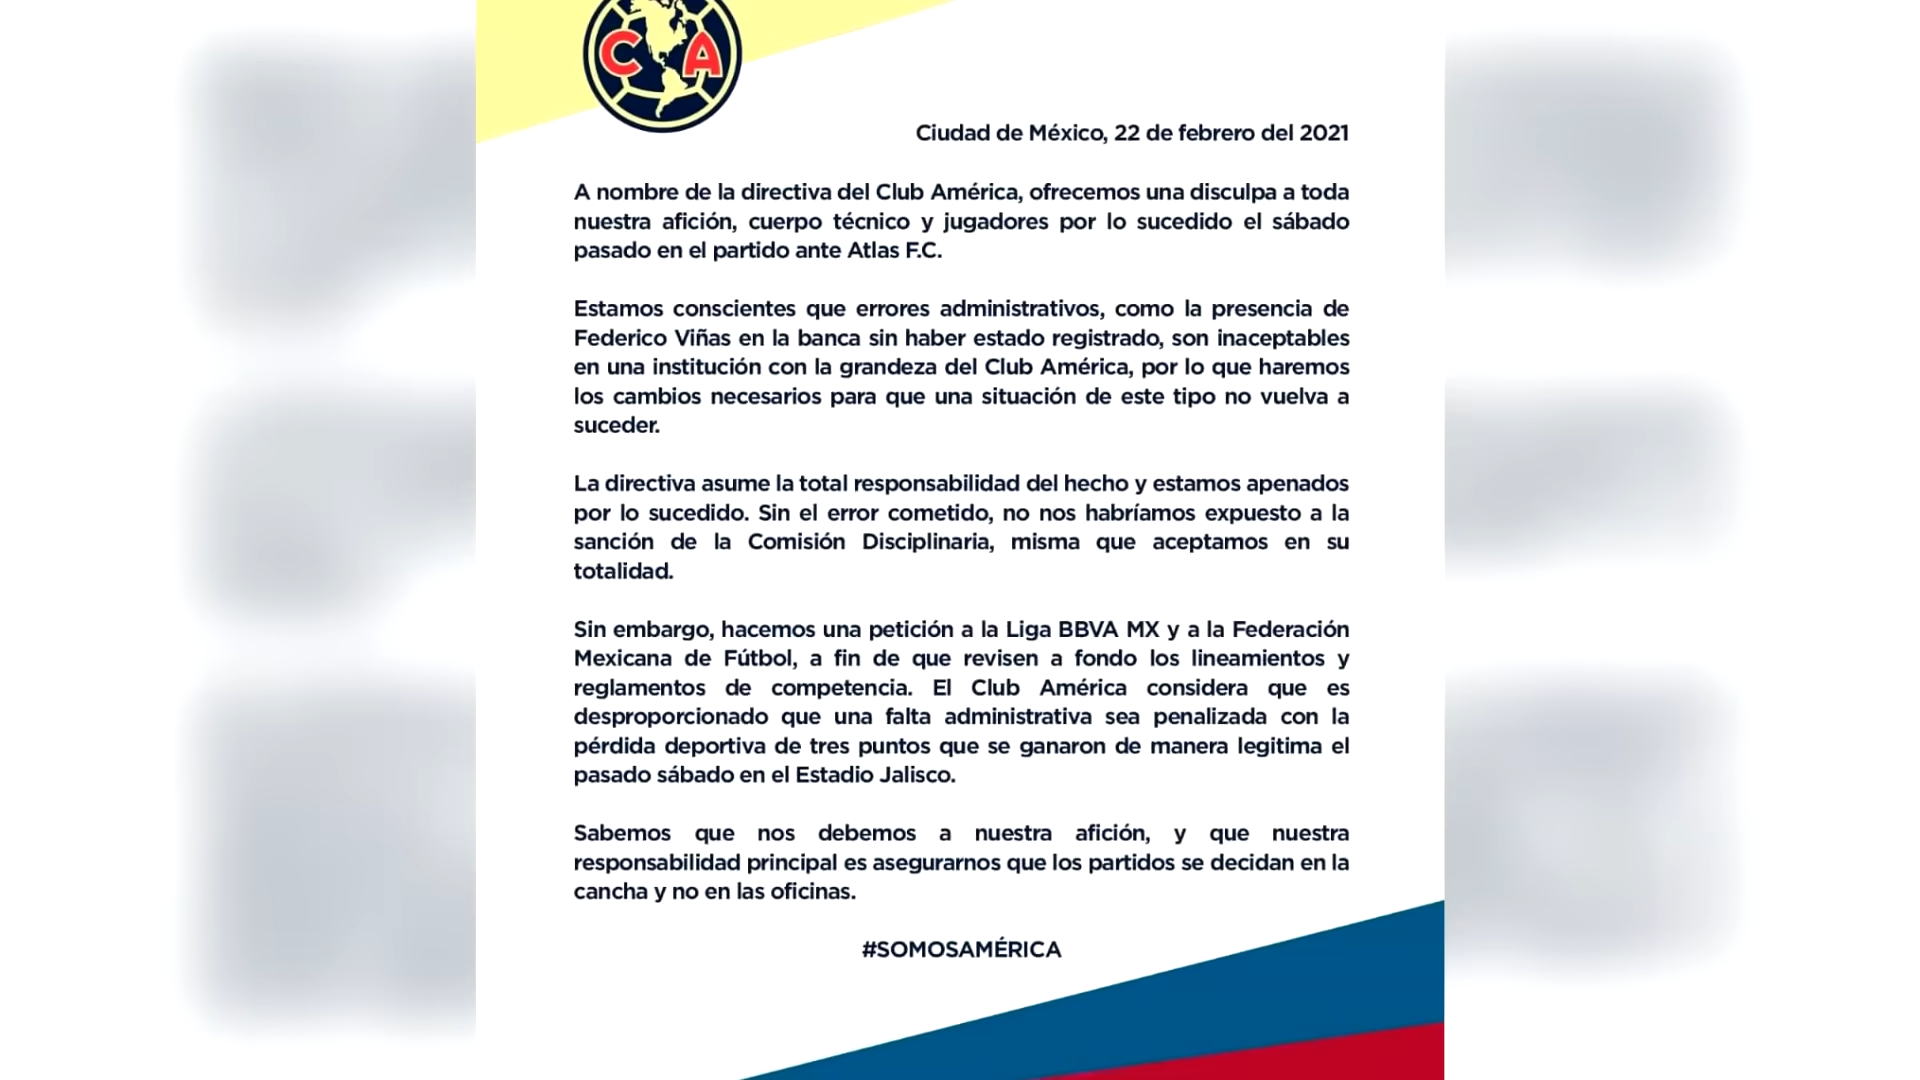 CA
Ciudad de México, 22 de febrero del 2021
A nombre de la directiva del Club América, ofrecemos una disculpa a toda
nuestra afición, cuerpo técnico y jugadores por lo sucedido el sábado
pasado en el partido ante Atlas F.C.
Estamos conscientes que errores administrativos, como la presencia de
Federico Viñas en la banca sin haber estado registrado, son inaceptables
en una institución con la grandeza del Club América, por lo que haremos
los cambios necesarios para que una situación de este tipo no vuelva a
suceder.
La directiva asume la total responsabilidad del hecho y estamos apenados
por lo sucedido. Sin el error cometido, no nos habríamos expuesto a la
sanción de la Comisión Disciplinaria, misma que aceptamos en su
totalidad.
Sin embargo, hacemos una petición a la Liga BBVA MX y a la Federación
Mexicana de Fútbol, a fin de que revisen a fondo los lineamientos y
reglamentos de competencia. El Club América considera que es
desproporcionado que una falta administrativa sea penalizada con la
pérdida deportiva de tres puntos que se ganaron de manera legitima el
pasado sábado en el Estadio Jalisco.
Sabemos que nos debemos a nuestra afición, y que nuestra
responsabilidad principal es asegurarnos que los partidos se decidan en la
cancha y no en las oficinas.
#SOMOSAMÉRICA